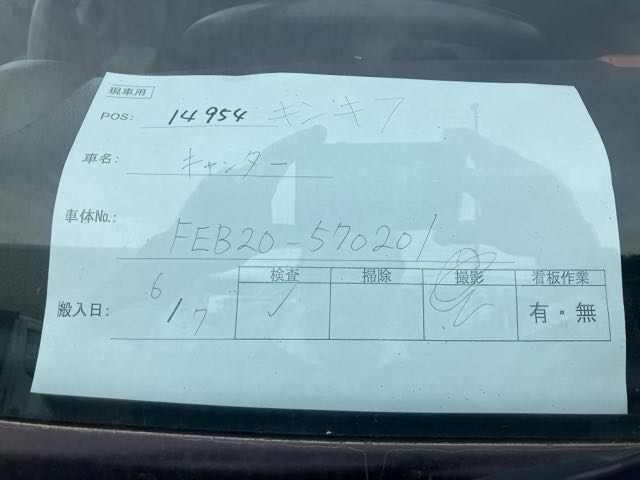 現車用
POS: 14954 キンキフ
車名: キャンター
車体No.: FEB20-570201
検査 掃除 撮影 看板作業
搬入日: 6/7 有・無